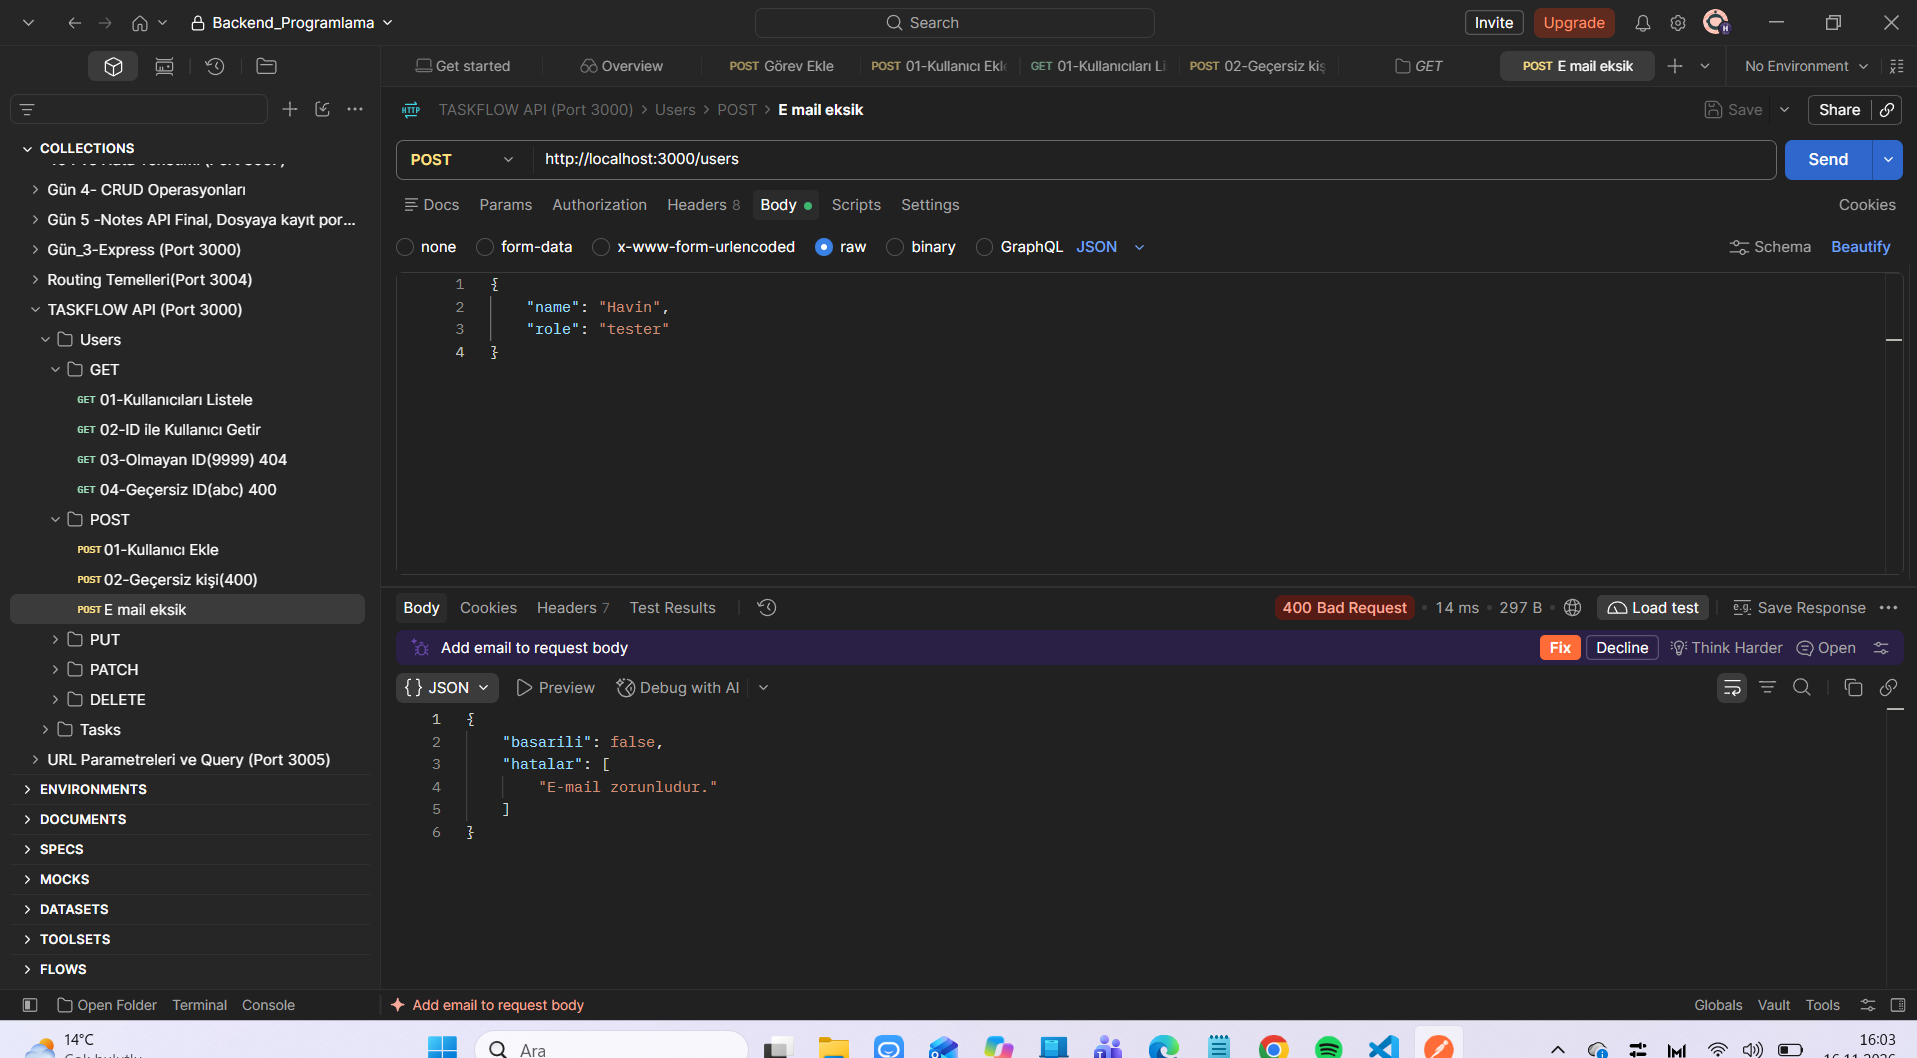 Backend_Programlama
Search
Invite
Upgrade
Get started
Overview
POST Görev Ekle
POST 01-Kullanıcı Ekl
GET 01-Kullanıcıları Li
POST 02-Geçersiz kiş
GET
POST E mail eksik
No Environment
HTTP TASKFLOW API (Port 3000) > Users > POST > E mail eksik
Save
Share
COLLECTIONS
Gün 4- CRUD Operasyonları
Gün 5 -Notes API Final, Dosyaya kayıt por...
Gün_3-Express (Port 3000)
Routing Temelleri(Port 3004)
TASKFLOW API (Port 3000)
Users
GET
GET 01-Kullanıcıları Listele
GET 02-ID ile Kullanıcı Getir
GET 03-Olmayan ID(9999) 404
GET 04-Geçersiz ID(abc) 400
POST
POST 01-Kullanıcı Ekle
POST 02-Geçersiz kişi(400)
POST E mail eksik
PUT
PATCH
DELETE
Tasks
URL Parametreleri ve Query (Port 3005)
ENVIRONMENTS
DOCUMENTS
SPECS
MOCKS
DATASETS
TOOLSETS
FLOWS
POST
http://localhost:3000/users
Send
Docs
Params
Authorization
Headers 8
Body
Scripts
Settings
Cookies
none
form-data
x-www-form-urlencoded
raw
binary
GraphQL
JSON
Schema
Beautify
1 {
2 "name": "Havin",
3 "role": "tester"
4 }
Body
Cookies
Headers 7
Test Results
400 Bad Request
14 ms
297 B
Load test
e.g. Save Response
Add email to request body
Fix
Decline
Think Harder
Open
{} JSON
Preview
Debug with AI
1 {
2 "basarili": false,
3 "hatalar": [
4 "E-mail zorunludur."
5 ]
6 }
Open Folder
Terminal
Console
Add email to request body
Globals
Vault
Tools
14°C
Ara
16:03